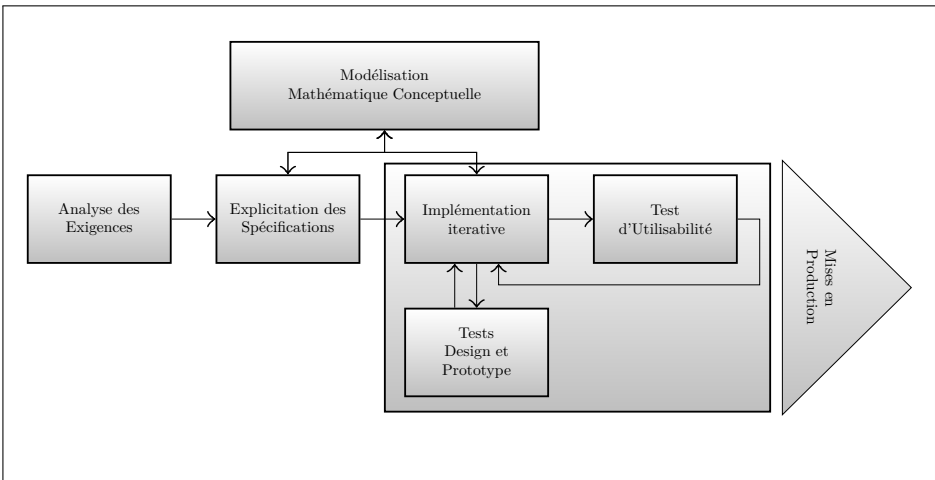 Modélisation
Mathématique Conceptuelle
Analyse des
Exigences
Explicitation des
Spécifications
Implémentation
iterative
Test
d'Utilisabilité
Tests
Design et
Prototype
Mises en
Production